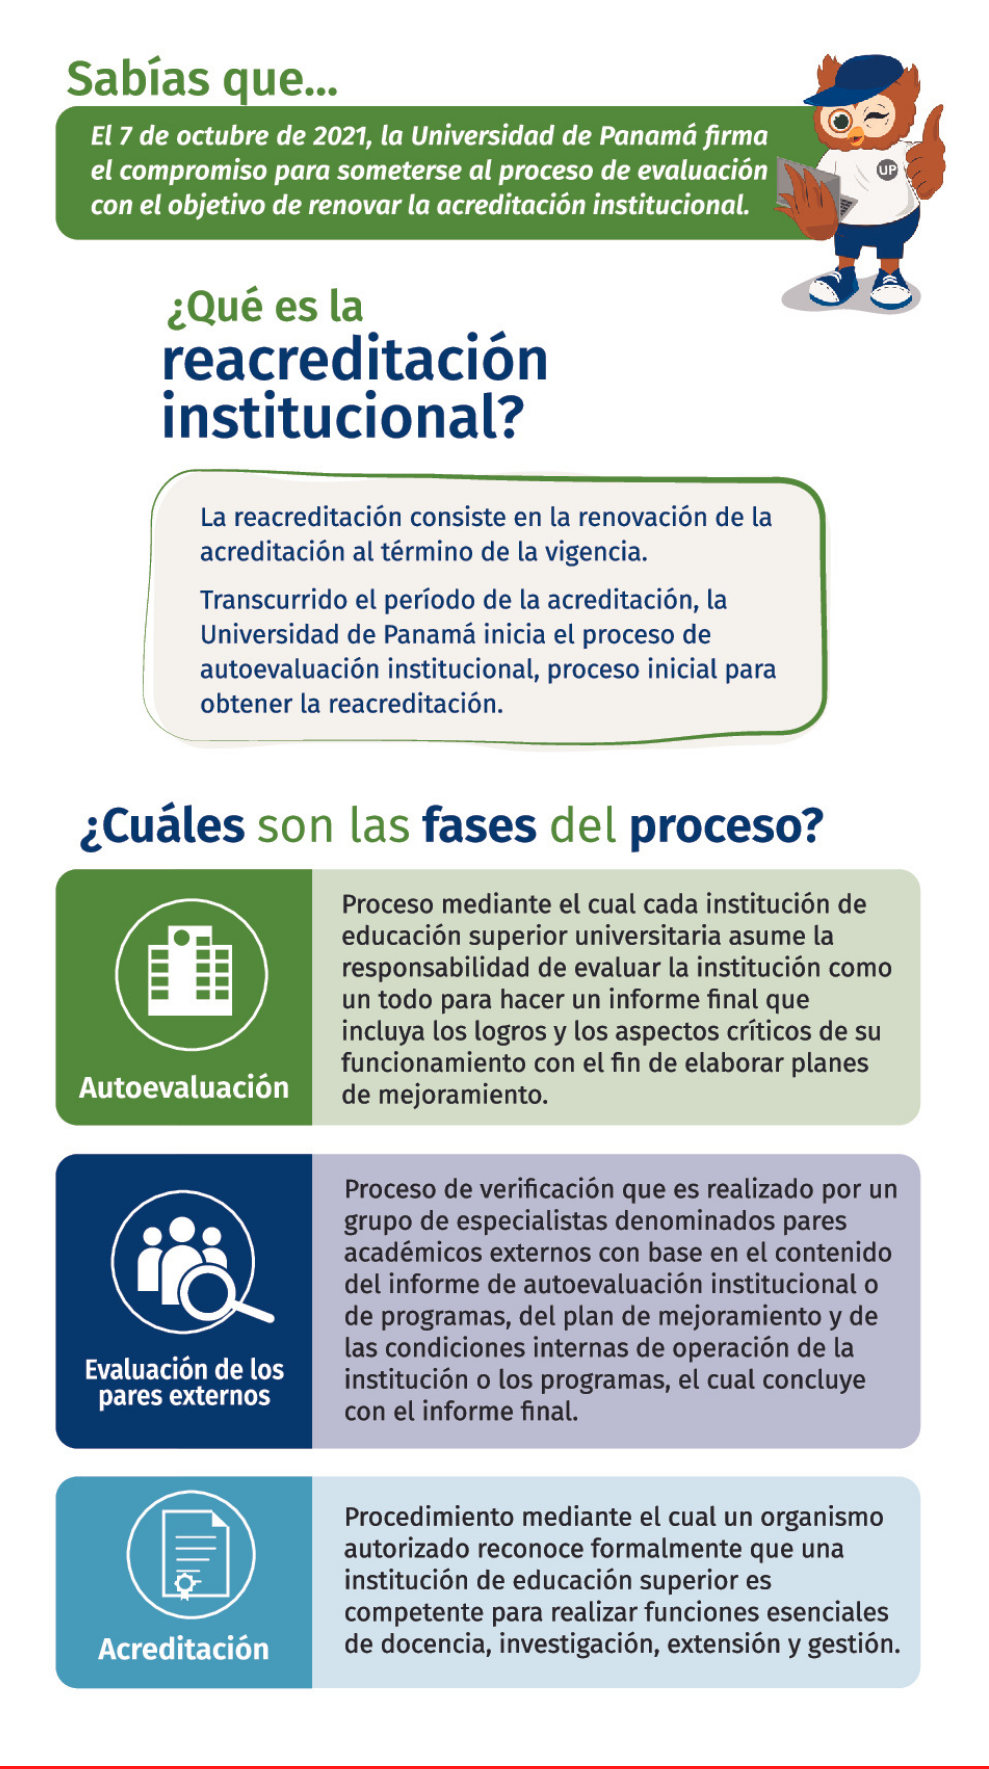 Sabías que...
El 7 de octubre de 2021, la Universidad de Panamá firma
el compromiso para someterse al proceso de evaluación
con el objetivo de renovar la acreditación institucional.
UP
¿Qué es la
reacreditación
institucional?
La reacreditación consiste en la renovación de la
acreditación al término de la vigencia.
Transcurrido el período de la acreditación, la
Universidad de Panamá inicia el proceso de
autoevaluación institucional, proceso inicial para
obtener la reacreditación.
¿Cuáles son las fases del proceso?
Autoevaluación
Proceso mediante el cual cada institución de
educación superior universitaria asume la
responsabilidad de evaluar la institución como
un todo para hacer un informe final que
incluya los logros y los aspectos críticos de su
funcionamiento con el fin de elaborar planes
de mejoramiento.
Evaluación de los
pares externos
Proceso de verificación que es realizado por un
grupo de especialistas denominados pares
académicos externos con base en el contenido
del informe de autoevaluación institucional o
de programas, del plan de mejoramiento y de
las condiciones internas de operación de la
institución o los programas, el cual concluye
con el informe final.
Acreditación
Procedimiento mediante el cual un organismo
autorizado reconoce formalmente que una
institución de educación superior es
competente para realizar funciones esenciales
de docencia, investigación, extensión y gestión.